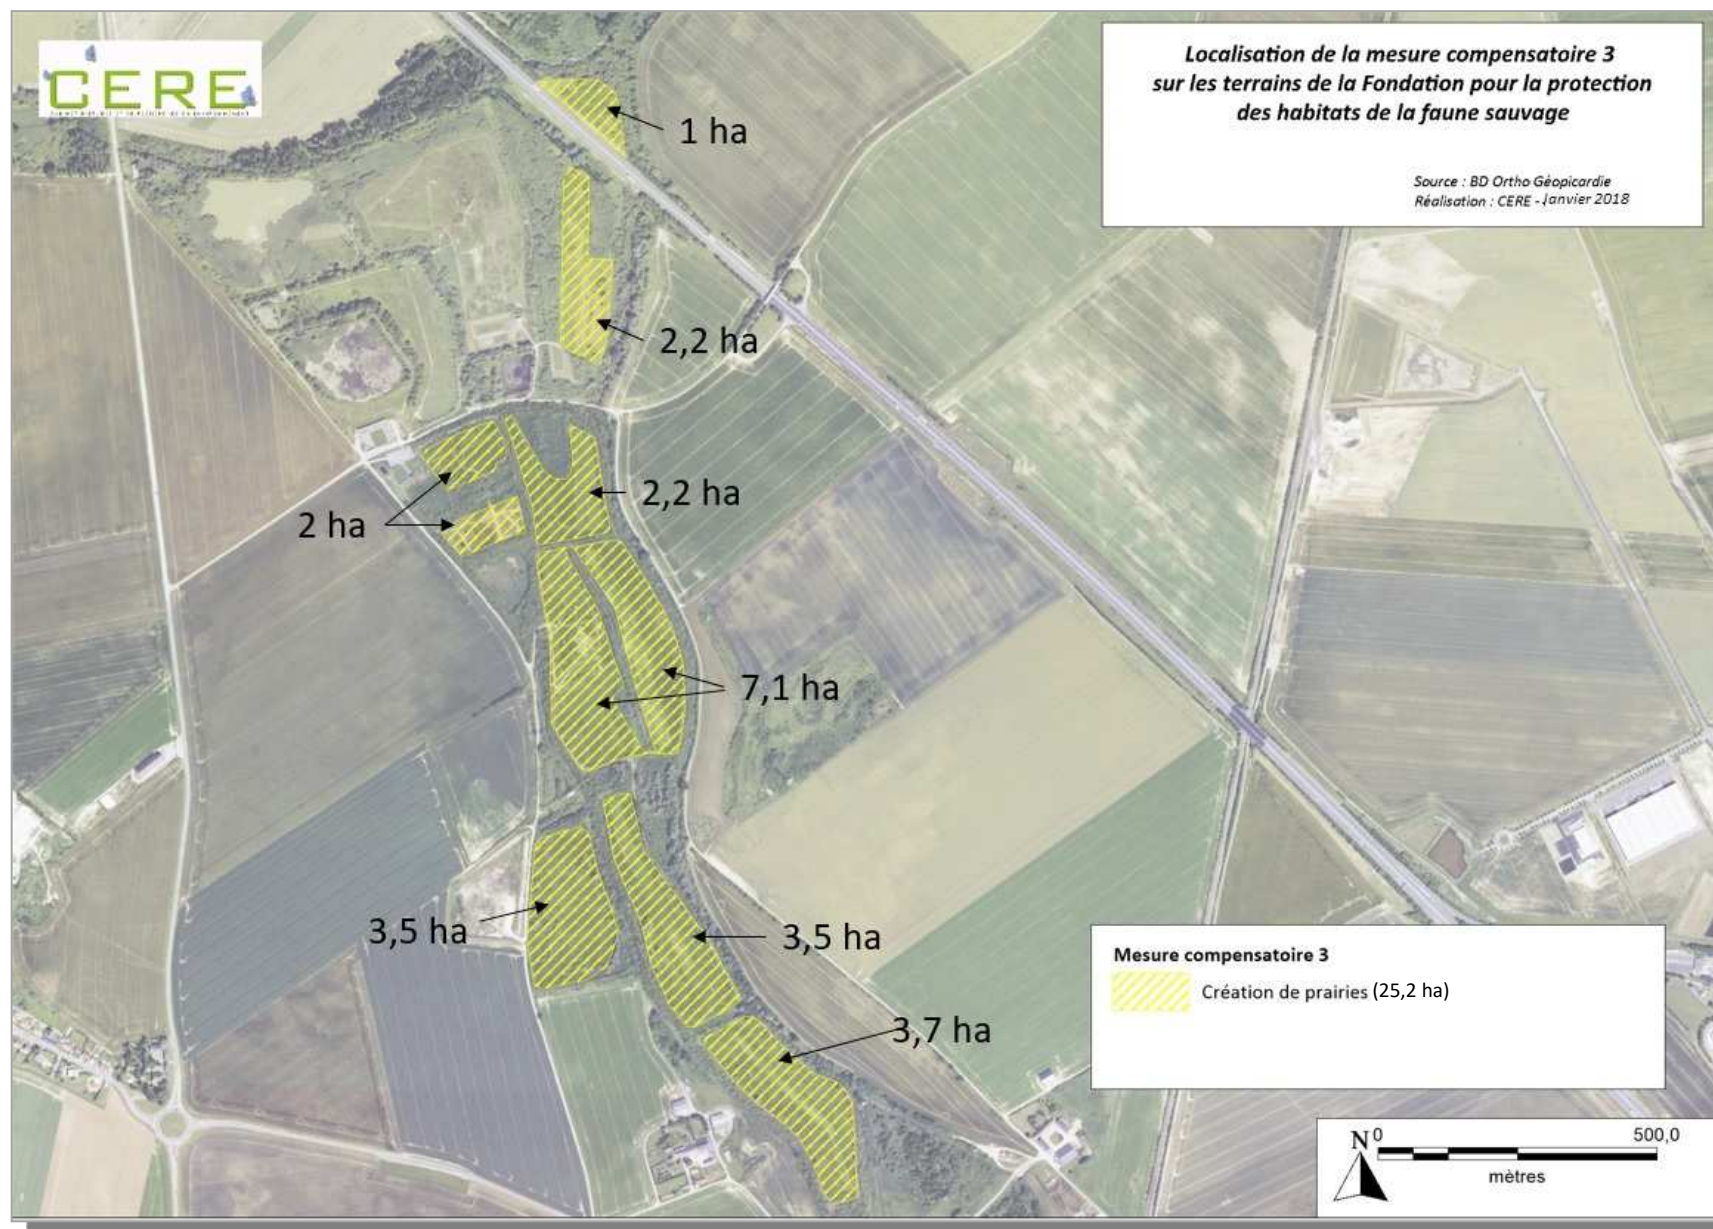 CERE
Localisation de la mesure compensatoire 3
sur les terrains de la Fondation pour la protection
des habitats de la faune sauvage
Source : BD Ortho Géopicardie
Réalisation : CERE - Janvier 2018
1 ha
2,2 ha
2,2 ha
2 ha
7,1 ha
3,5 ha
3,5 ha
3,7 ha
Mesure compensatoire 3
Création de prairies (25,2 ha)
N
0 500,0
mètres